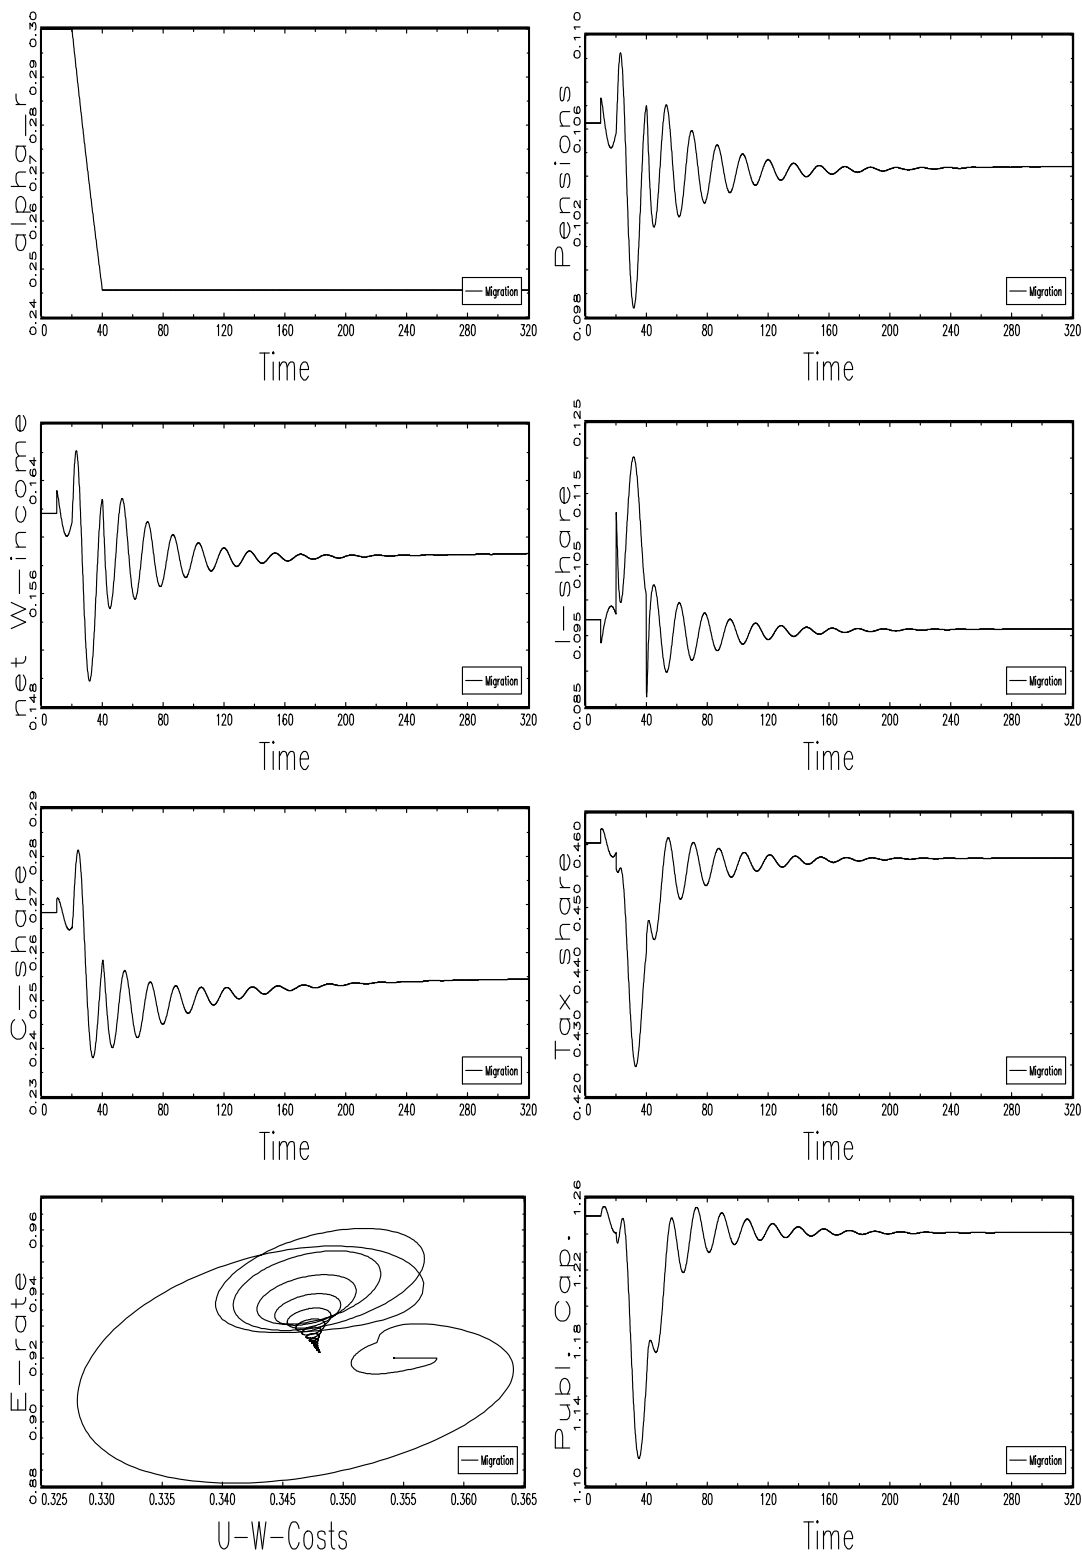 alpha_r
0.30
0.29
0.28
0.27
0.26
0.25
0.24
Migration
0 40 80 120 160 200 240 280 320
Time
Pensions
0.110
0.106
0.102
0.098
Migration
0 40 80 120 160 200 240 280 320
Time
net W-income
0.164
0.156
0.148
Migration
0 40 80 120 160 200 240 280 320
Time
I-share
0.125
0.115
0.105
0.095
0.085
Migration
0 40 80 120 160 200 240 280 320
Time
C-share
0.29
0.28
0.27
0.26
0.25
0.24
0.23
Migration
0 40 80 120 160 200 240 280 320
Time
Tax share
0.460
0.450
0.440
0.430
0.420
Migration
0 40 80 120 160 200 240 280 320
Time
E-rate
0.96
0.94
0.92
0.90
0.88
Migration
0.325 0.330 0.335 0.340 0.345 0.350 0.355 0.360 0.365
U-W-Costs
Publ. Cap.
1.26
1.22
1.18
1.14
1.10
Migration
0 40 80 120 160 200 240 280 320
Time